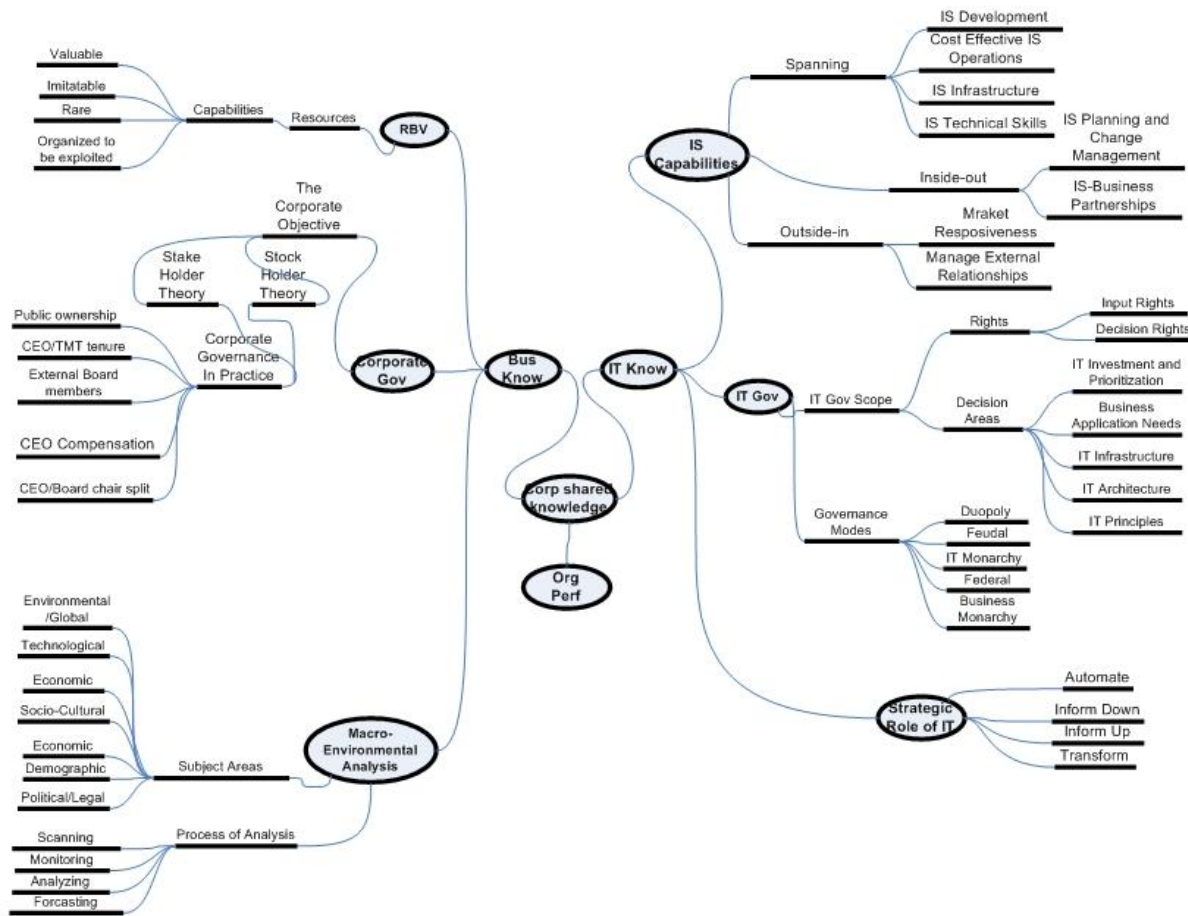 Valuable
Imitatable
Rare
Organized to
be exploited
Capabilities
Resources
RBV
The
Corporate
Objective
Stake
Holder
Theory
Stock
Holder
Theory
Public ownership
CEO/TMT tenure
External Board
members
CEO Compensation
CEO/Board chair split
Corporate
Governance
In Practice
Corporate
Gov
Bus
Know
IT Know
Corp shared
knowledge
Org
Perf
Environmental
/Global
Technological
Economic
Socio-Cultural
Economic
Demographic
Political/Legal
Subject Areas
Macro-
Environmental
Analysis
Process of Analysis
Scanning
Monitoring
Analyzing
Forcasting
IS
Capabilities
Spanning
IS Development
Cost Effective IS
Operations
IS Infrastructure
IS Technical Skills
Inside-out
IS Planning and
Change
Management
IS-Business
Partnerships
Outside-in
Mraket
Resposiveness
Manage External
Relationships
IT Gov
IT Gov Scope
Rights
Input Rights
Decision Rights
Decision
Areas
IT Investment and
Prioritization
Business
Application Needs
IT Infrastructure
IT Architecture
IT Principles
Governance
Modes
Duopoly
Feudal
IT Monarchy
Federal
Business
Monarchy
Strategic
Role of IT
Automate
Inform Down
Inform Up
Transform